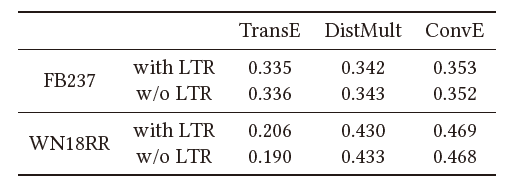 TransE DistMult ConvE
FB237
with LTR 0.335 0.342 0.353
w/o LTR 0.336 0.343 0.352
WN18RR
with LTR 0.206 0.430 0.469
w/o LTR 0.190 0.433 0.468